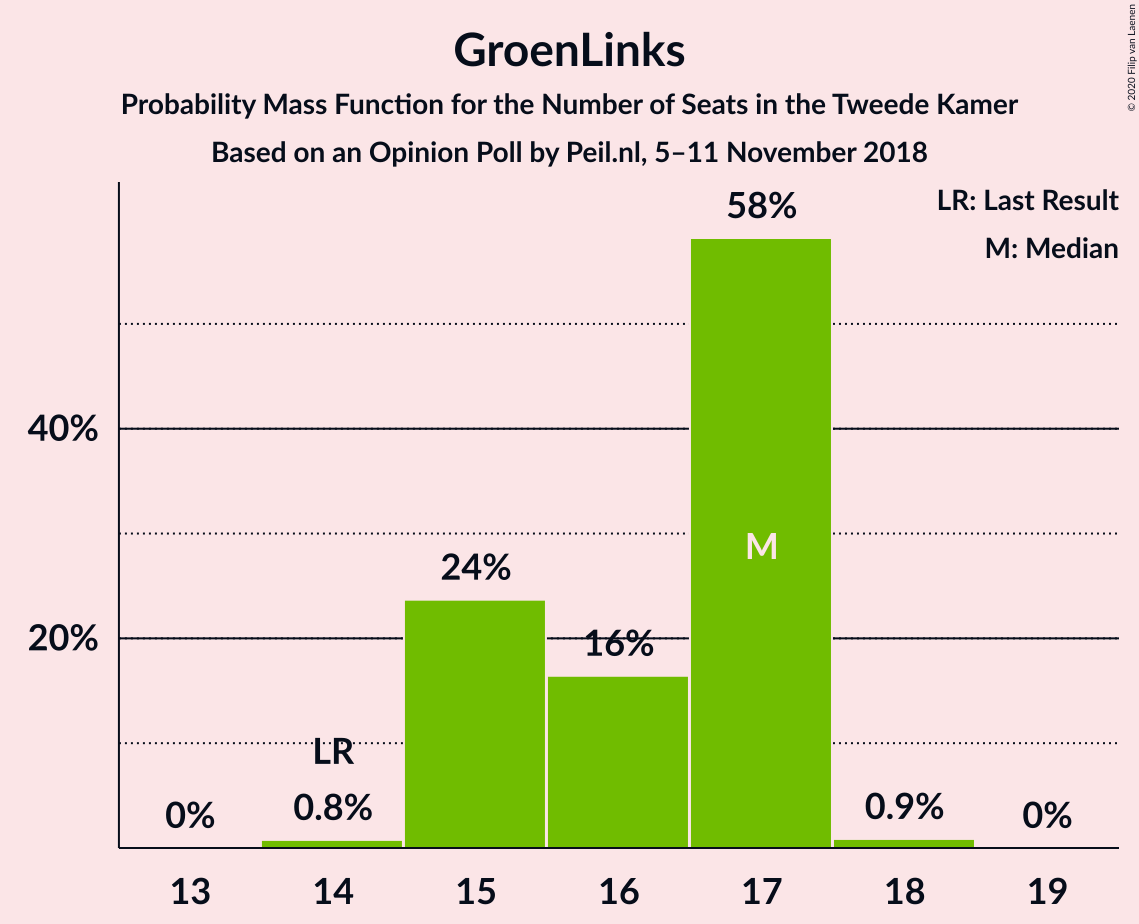 GroenLinks
Probability Mass Function for the Number of Seats in the Tweede Kamer
Based on an Opinion Poll by Peil.nl, 5–11 November 2018
© 2020 Filip van Laenen
LR: Last Result
M: Median
58%
40%
M
24%
20%
16%
LR
0%
0.8%
0.9%
0%
13 14 15 16 17 18 19